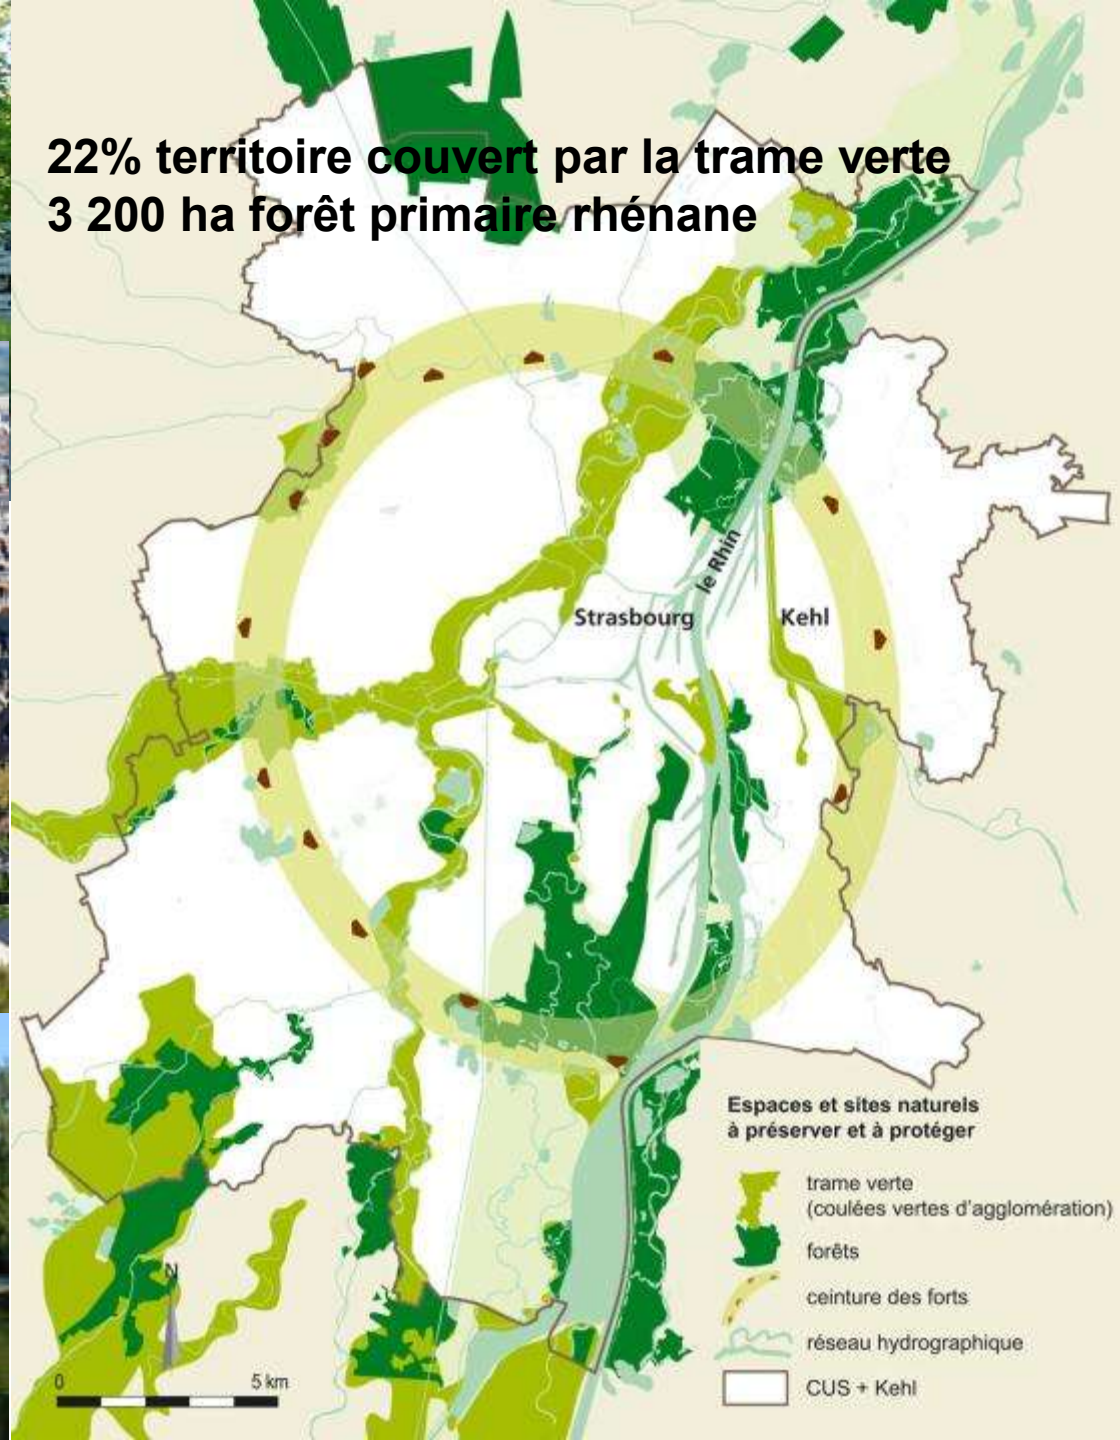 22% territoire couvert par la trame verte
3 200 ha forêt primaire rhénane
le Rhin
Strasbourg
Kehl
Espaces et sites naturels
à préserver et à protéger
trame verte
(coulées vertes d'agglomération)
forêts
ceinture des forts
réseau hydrographique
CUS + Kehl
N
0
5 km